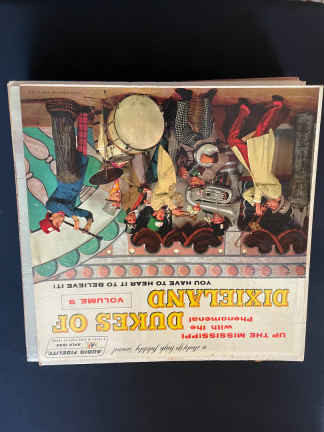 a study in high fidelity sound
UP THE MISSISSIPPI
with the
Phenomenal
DUKES OF
DIXIELAND
VOLUME 9
YOU HAVE TO HEAR IT TO BELIEVE IT!
AUDIO FIDELITY